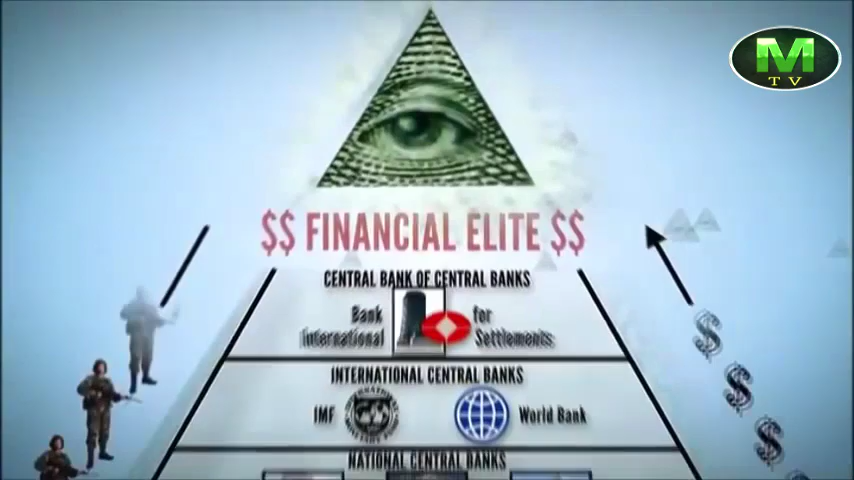 M
TV
$$ FINANCIAL ELITE $$
CENTRAL BANK OF CENTRAL BANKS
Bank for
International Settlements
INTERNATIONAL CENTRAL BANKS
IMF World Bank
NATIONAL CENTRAL BANKS
$
$
$